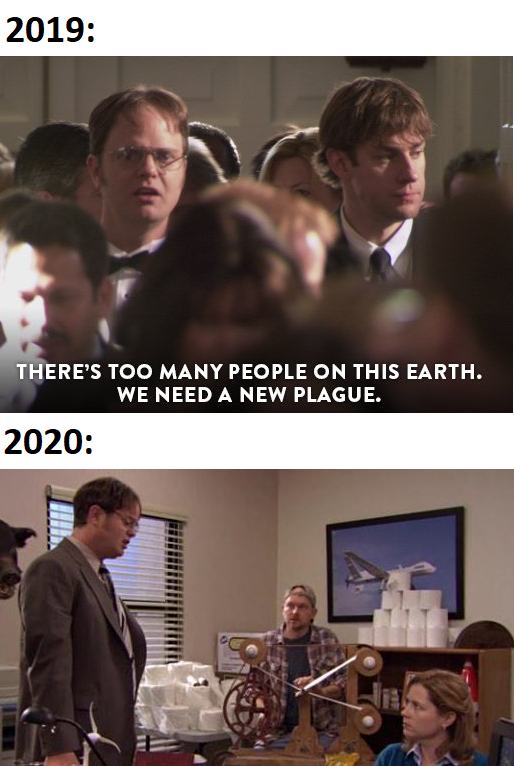 2019:
THERE'S TOO MANY PEOPLE ON THIS EARTH.
WE NEED A NEW PLAGUE.
2020: